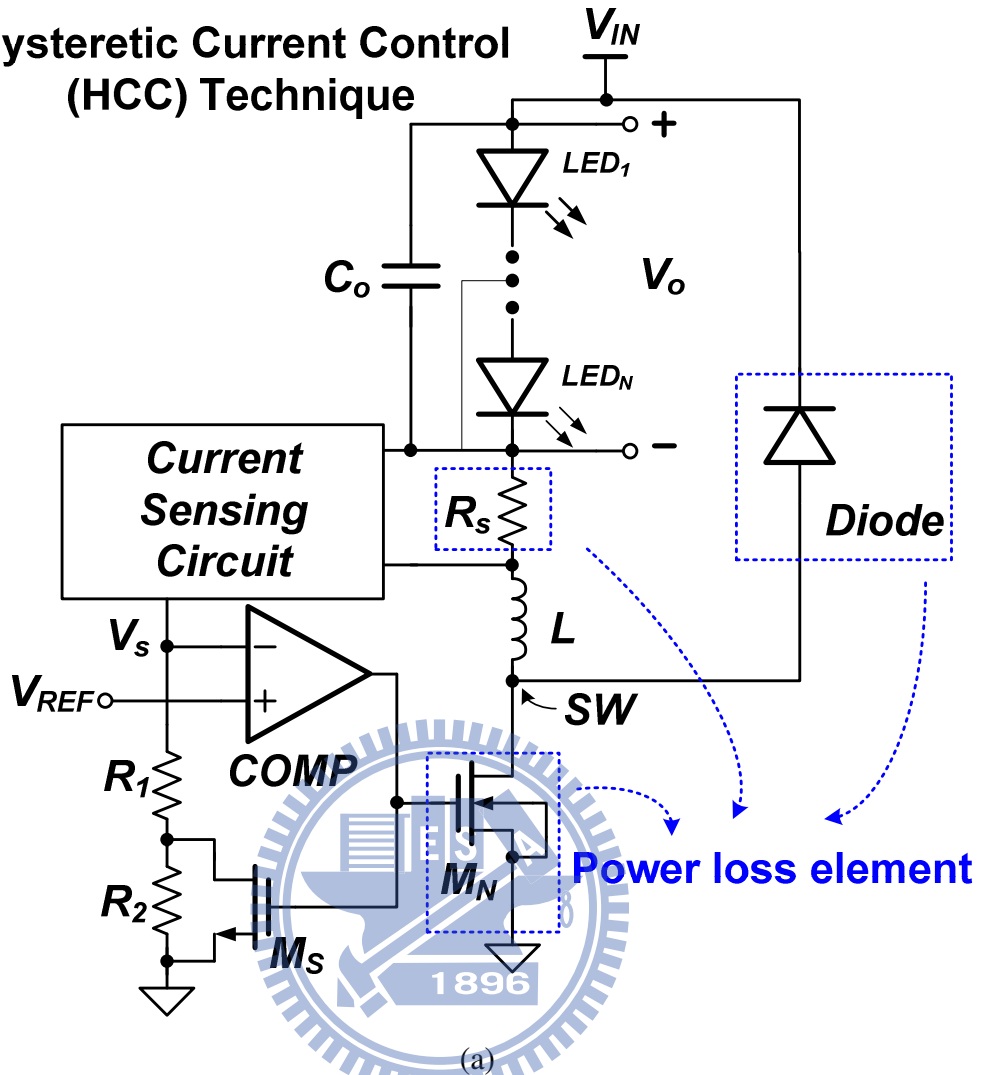 ysteretic Current Control
(HCC) Technique
VIN
+
LED1
Co
Vo
LEDN
−
Current
Sensing
Circuit
Rs
Diode
L
Vs
−
VREF
+
SW
COMP
R1
E S A
MN
Power loss element
R2
MS
8
1896
(a)